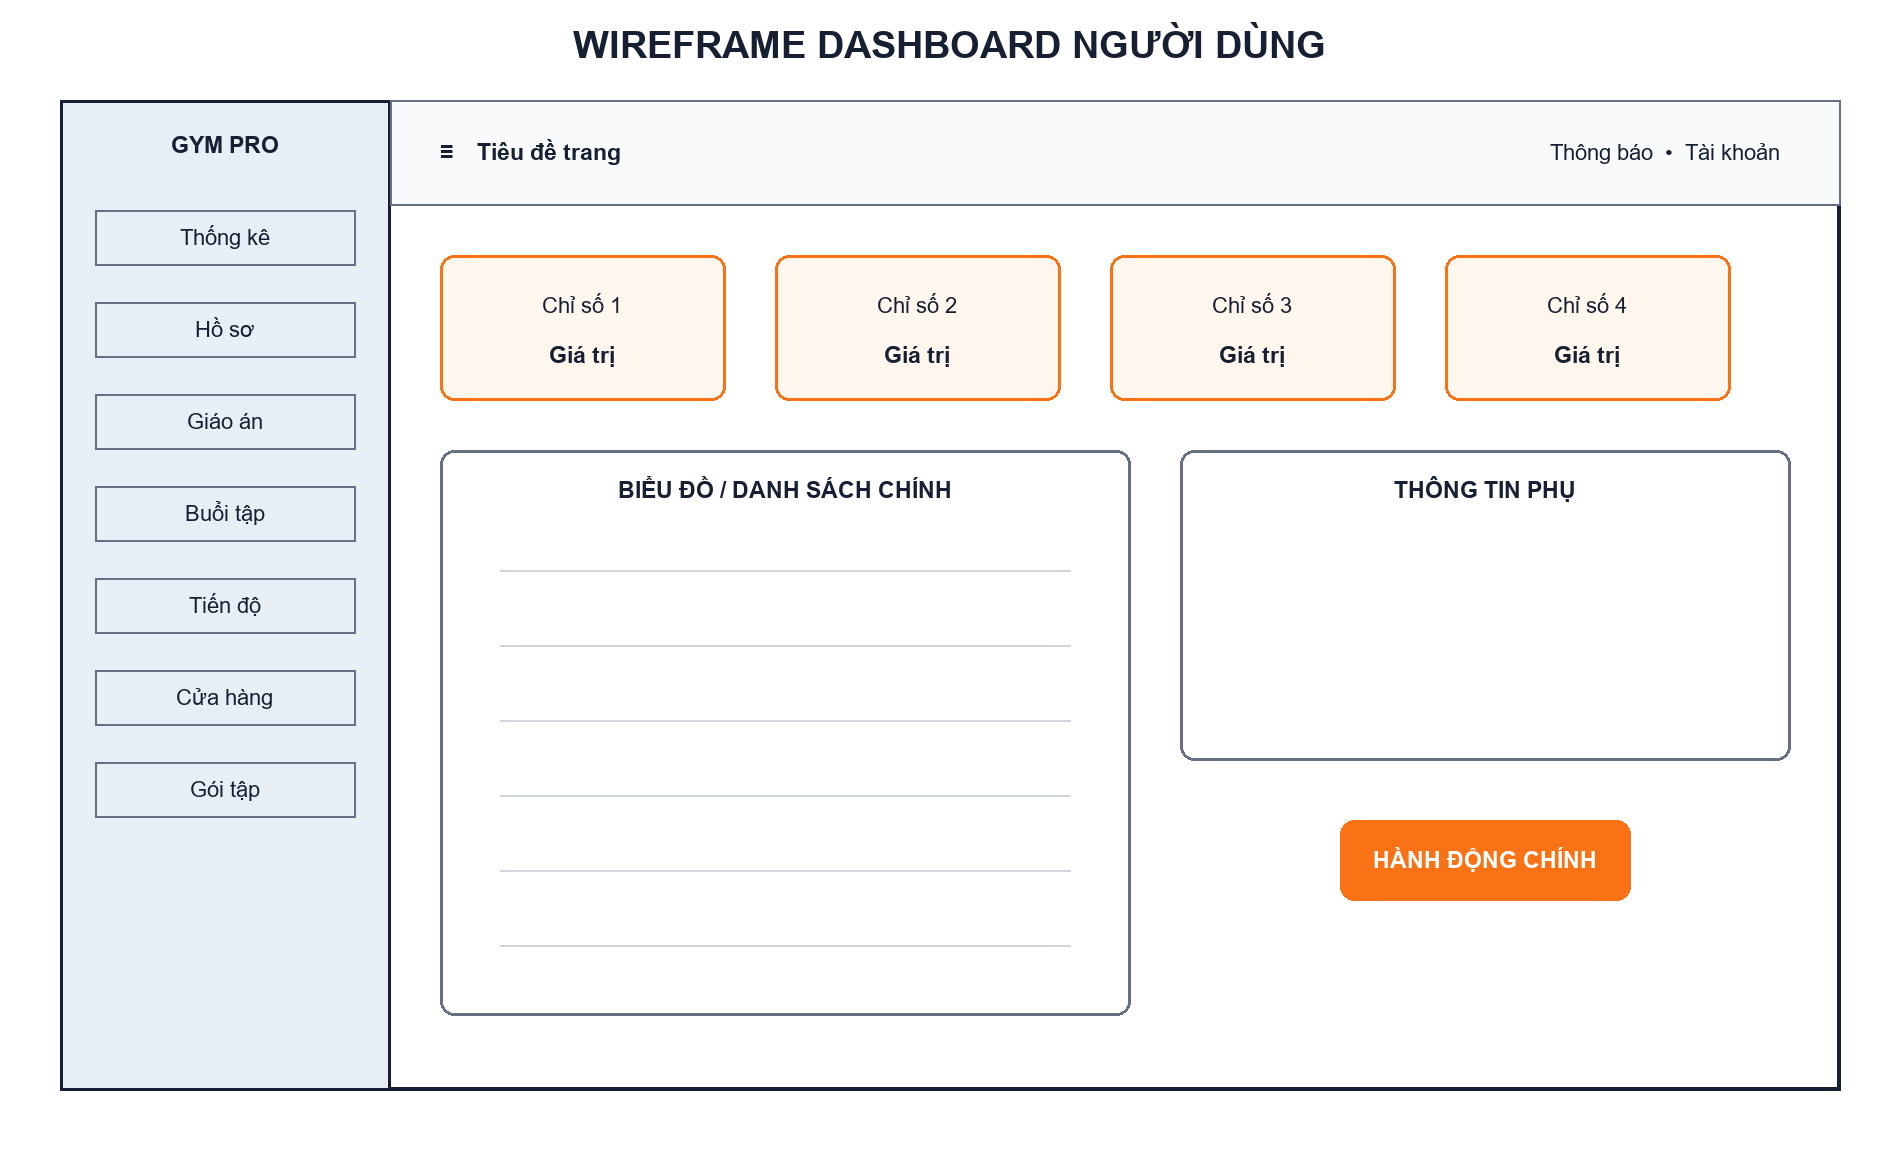 WIREFRAME DASHBOARD NGƯỜI DÙNG
GYM PRO
Thống kê
Hồ sơ
Giáo án
Buổi tập
Tiến độ
Cửa hàng
Gói tập
≡ Tiêu đề trang
Thông báo • Tài khoản
Chỉ số 1
Giá trị
Chỉ số 2
Giá trị
Chỉ số 3
Giá trị
Chỉ số 4
Giá trị
BIỂU ĐỒ / DANH SÁCH CHÍNH
THÔNG TIN PHỤ
HÀNH ĐỘNG CHÍNH